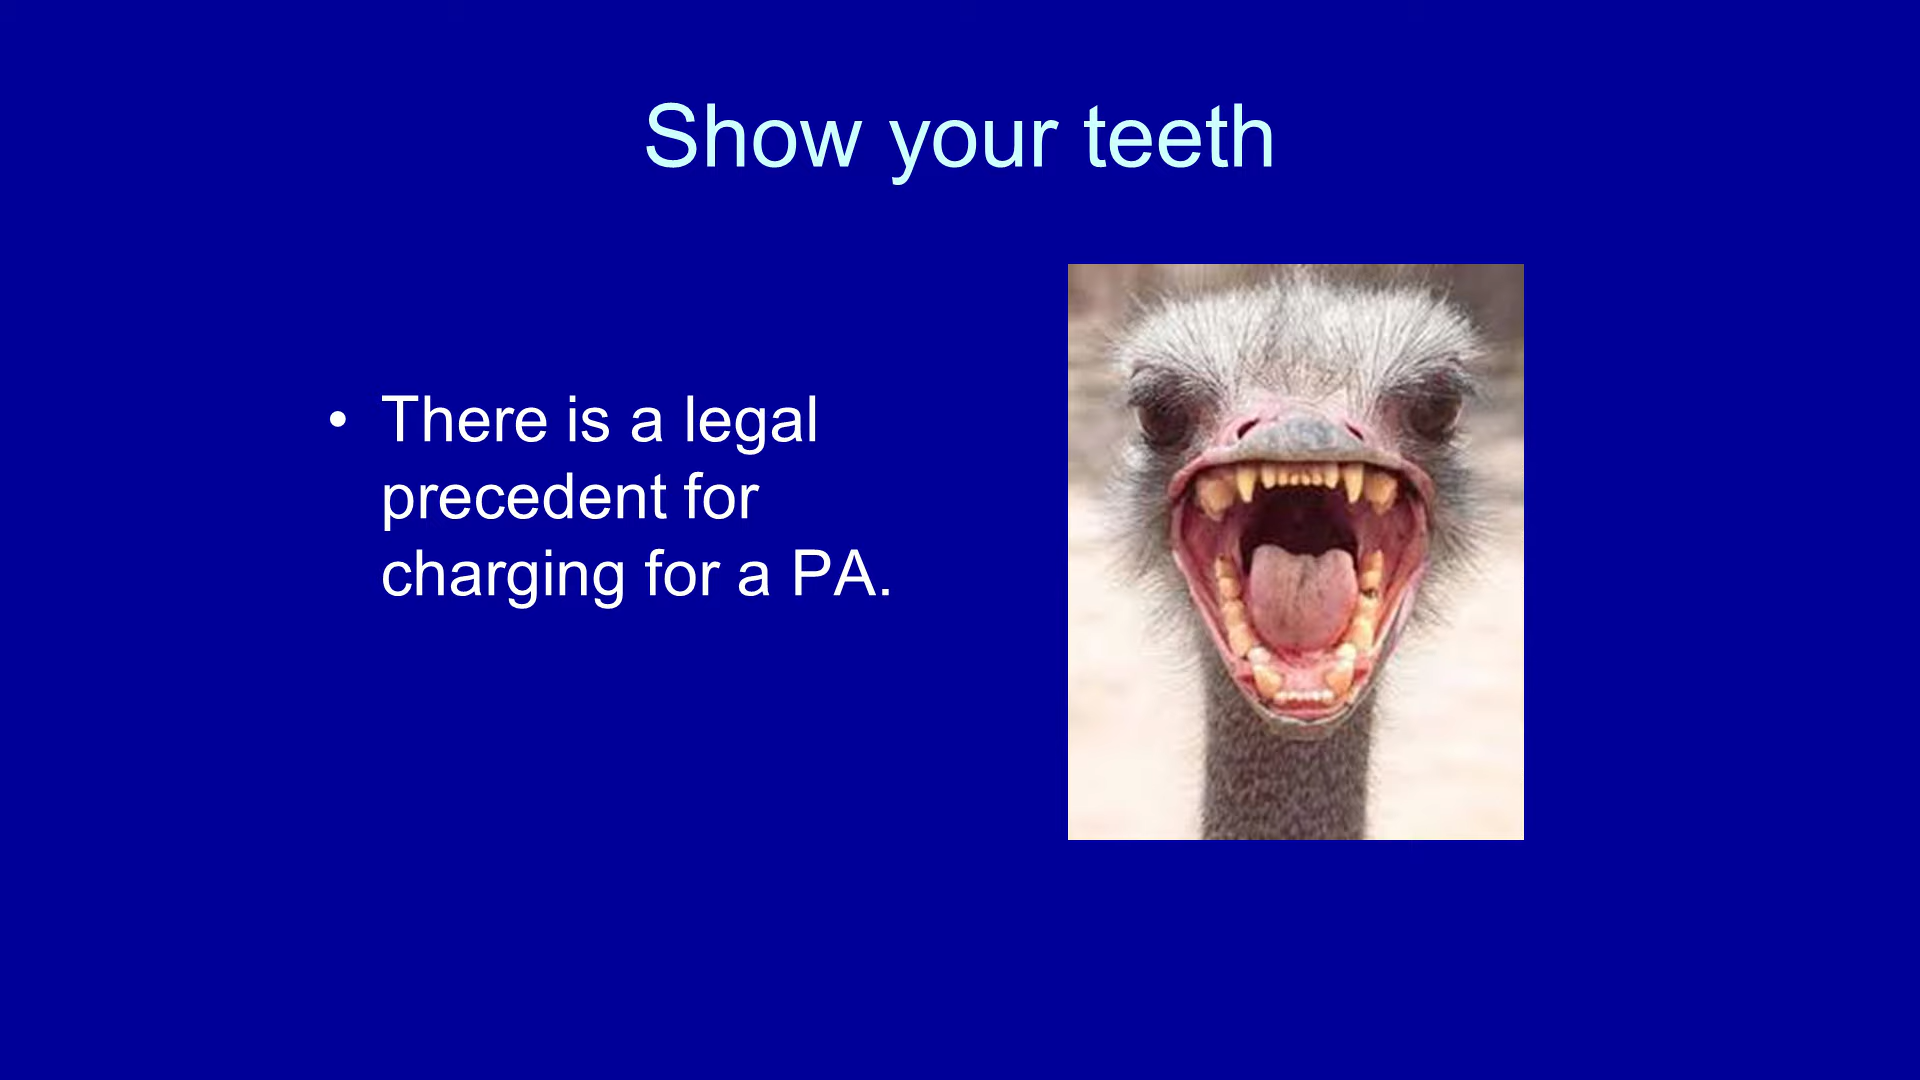 Show your teeth
• There is a legal
precedent for
charging for a PA.